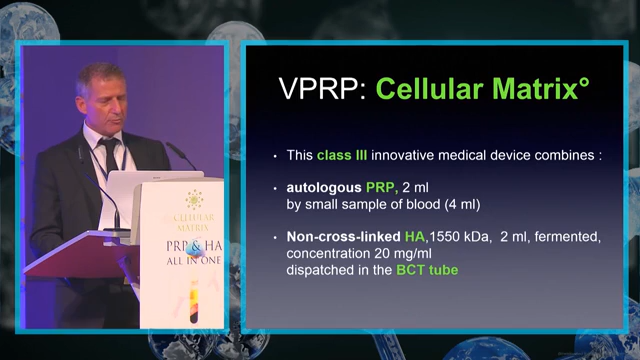 VPRP: Cellular Matrix°
• This class III innovative medical device combines :
• autologous PRP, 2 ml
by small sample of blood (4 ml)
• Non-cross-linked HA,1550 kDa, 2 ml, fermented,
concentration 20 mg/ml
dispatched in the BCT tube
CELLULAR
MATRIX
PRP & HA
ALL IN ONE